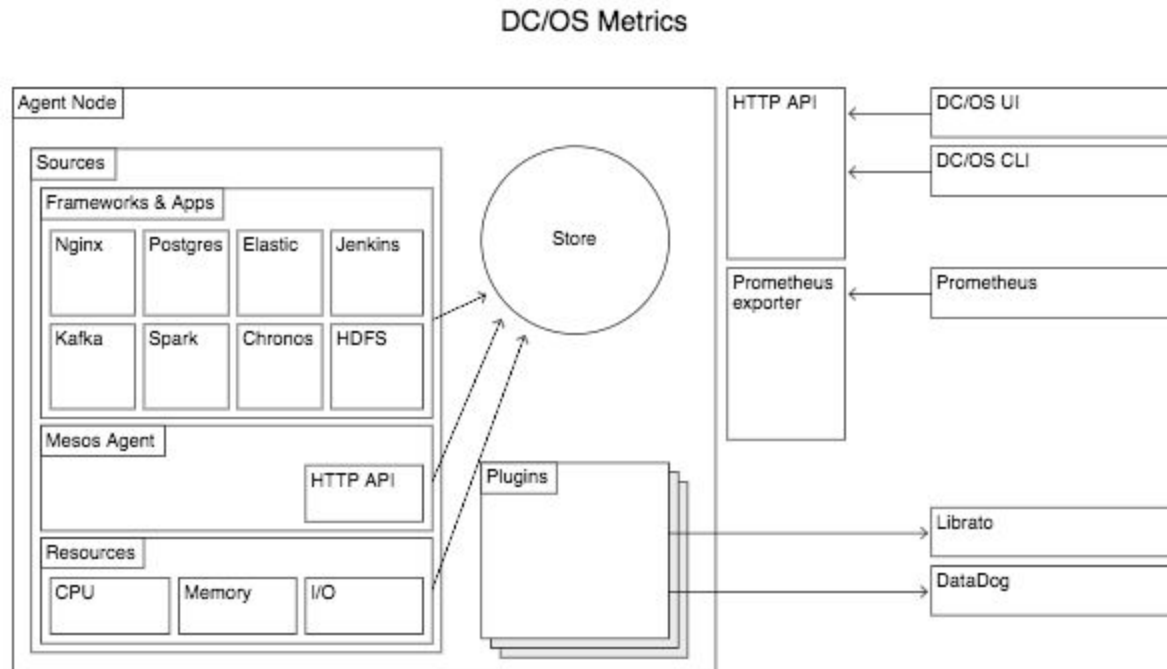 DC/OS Metrics
Agent Node
Sources
Frameworks & Apps
Nginx
Postgres
Elastic
Jenkins
Kafka
Spark
Chronos
HDFS
Mesos Agent
HTTP API
Resources
CPU
Memory
I/O
Store
Plugins
HTTP API
Prometheus
exporter
DC/OS UI
DC/OS CLI
Prometheus
Librato
DataDog